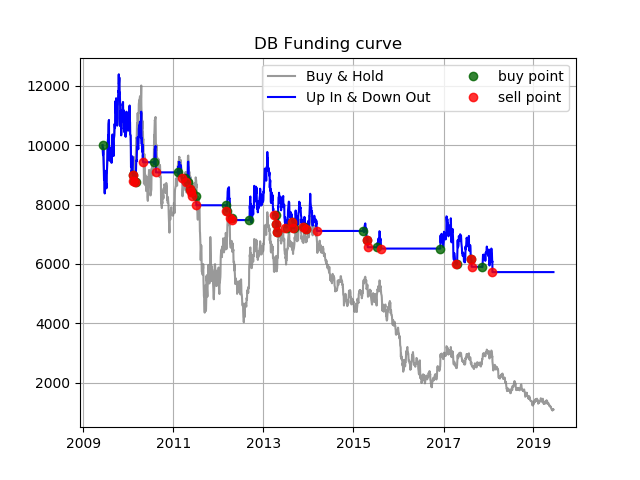 DB Funding curve
Buy & Hold
Up In & Down Out
buy point
sell point
12000
10000
8000
6000
4000
2000
2009 2011 2013 2015 2017 2019